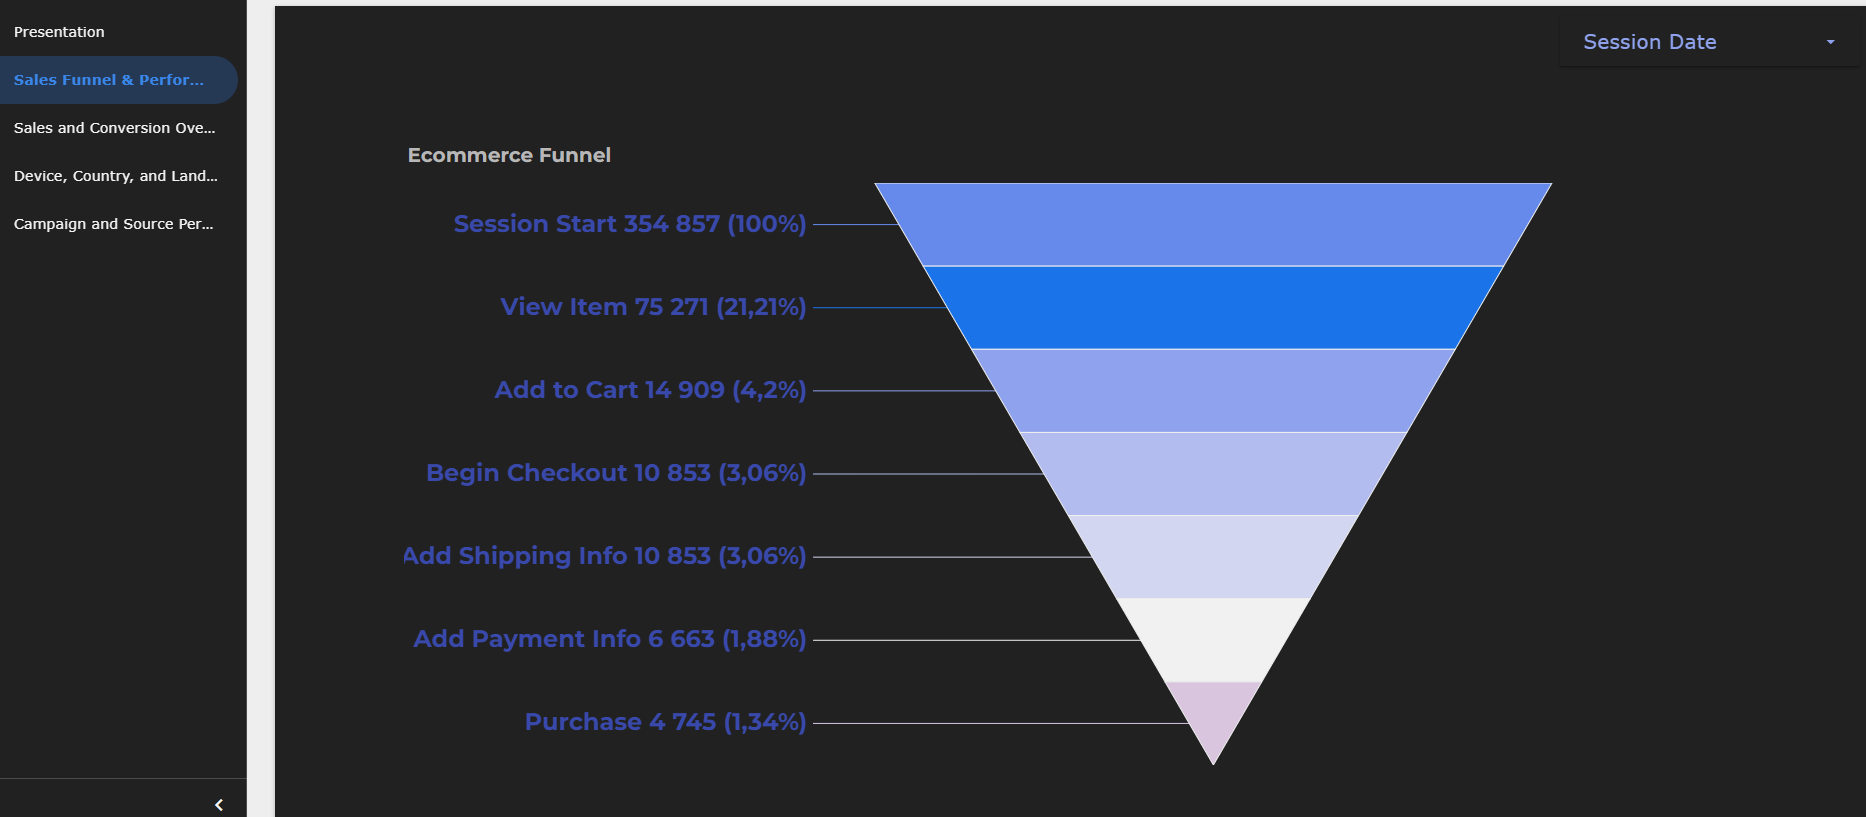 Presentation
Sales Funnel & Perfor...
Sales and Conversion Ove...
Device, Country, and Land...
Campaign and Source Per...
Session Date
Ecommerce Funnel
Session Start 354 857 (100%)
View Item 75 271 (21,21%)
Add to Cart 14 909 (4,2%)
Begin Checkout 10 853 (3,06%)
Add Shipping Info 10 853 (3,06%)
Add Payment Info 6 663 (1,88%)
Purchase 4 745 (1,34%)